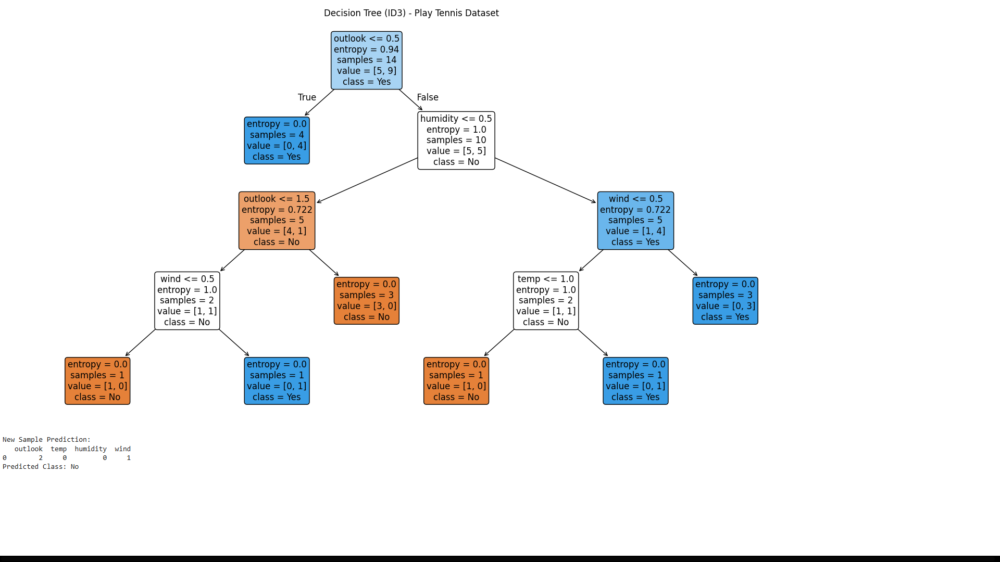 Decision Tree (ID3) - Play Tennis Dataset
outlook <= 0.5
entropy = 0.94
samples = 14
value = [5, 9]
class = Yes
True
False
entropy = 0.0
samples = 4
value = [0, 4]
class = Yes
humidity <= 0.5
entropy = 1.0
samples = 10
value = [5, 5]
class = No
outlook <= 1.5
entropy = 0.722
samples = 5
value = [4, 1]
class = No
wind <= 0.5
entropy = 0.722
samples = 5
value = [1, 4]
class = Yes
wind <= 0.5
entropy = 1.0
samples = 2
value = [1, 1]
class = No
entropy = 0.0
samples = 3
value = [3, 0]
class = No
temp <= 1.0
entropy = 1.0
samples = 2
value = [1, 1]
class = No
entropy = 0.0
samples = 3
value = [0, 3]
class = Yes
entropy = 0.0
samples = 1
value = [1, 0]
class = No
entropy = 0.0
samples = 1
value = [0, 1]
class = Yes
entropy = 0.0
samples = 1
value = [1, 0]
class = No
entropy = 0.0
samples = 1
value = [0, 1]
class = Yes
New Sample Prediction:
outlook temp humidity wind
0 2 0 0 1
Predicted Class: No